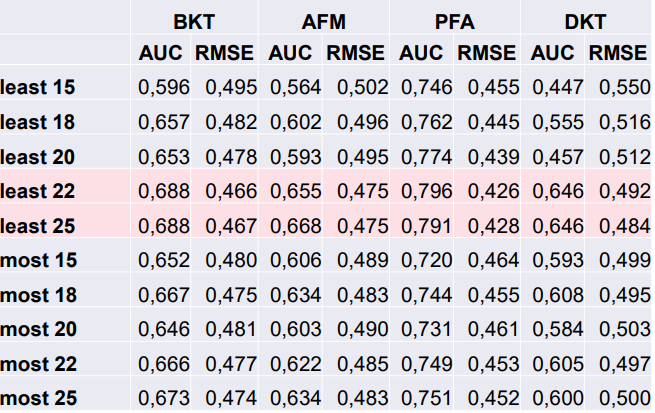 BKT AFM PFA DKT
AUC RMSE AUC RMSE AUC RMSE AUC RMSE
least 15 0,596 0,495 0,564 0,502 0,746 0,455 0,447 0,550
least 18 0,657 0,482 0,602 0,496 0,762 0,445 0,555 0,516
least 20 0,653 0,478 0,593 0,495 0,774 0,439 0,457 0,512
least 22 0,688 0,466 0,655 0,475 0,796 0,426 0,646 0,492
least 25 0,688 0,467 0,668 0,475 0,791 0,428 0,646 0,484
most 15 0,652 0,480 0,606 0,489 0,720 0,464 0,593 0,499
most 18 0,667 0,475 0,634 0,483 0,744 0,455 0,608 0,495
most 20 0,646 0,481 0,603 0,490 0,731 0,461 0,584 0,503
most 22 0,666 0,477 0,622 0,485 0,749 0,453 0,605 0,497
most 25 0,673 0,474 0,634 0,483 0,751 0,452 0,600 0,500